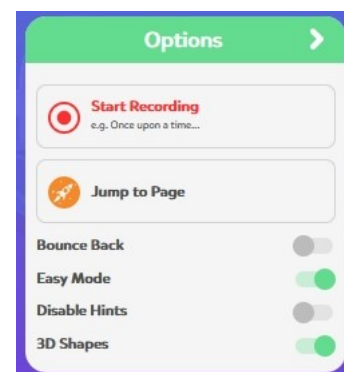 Options
Start Recording
e.g. Once upon a time...
Jump to Page
Bounce Back
Easy Mode
Disable Hints
3D Shapes